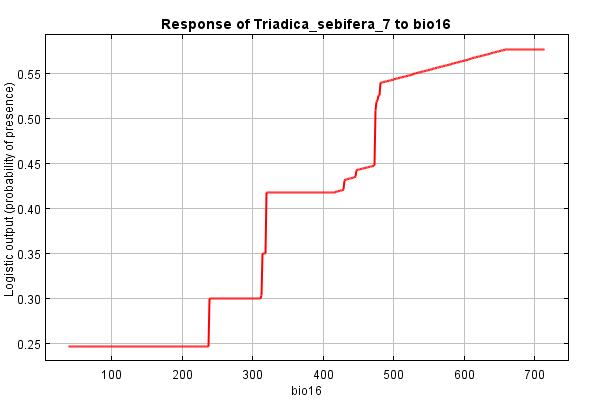 Response of Triadica_sebifera_7 to bio16
Logistic output (probability of presence)
0.55
0.50
0.45
0.40
0.35
0.30
0.25
100 200 300 400 500 600 700
bio16